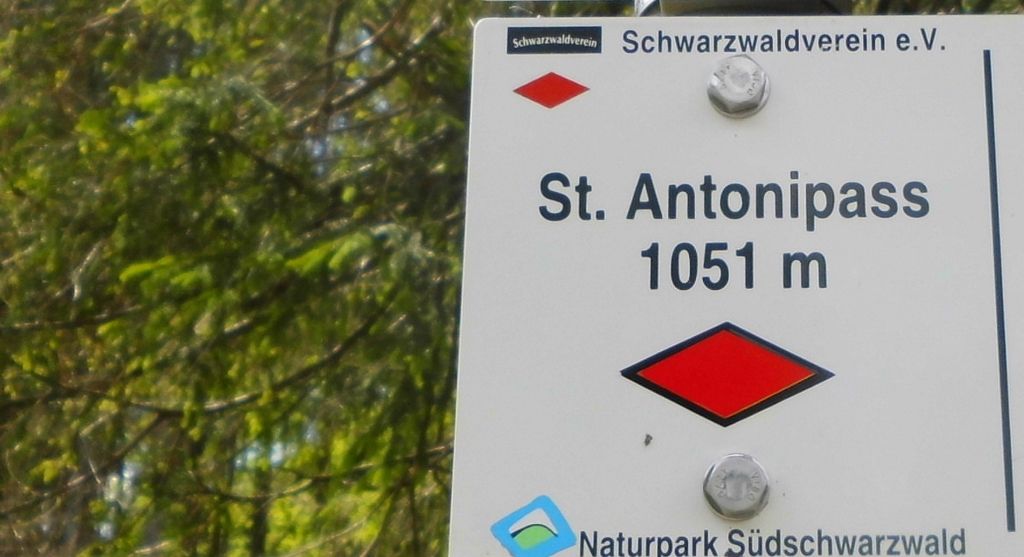 Schwarzwaldverein
Schwarzwaldverein e.V.
St. Antonipass
1051 m
Naturpark Südschwarzwald